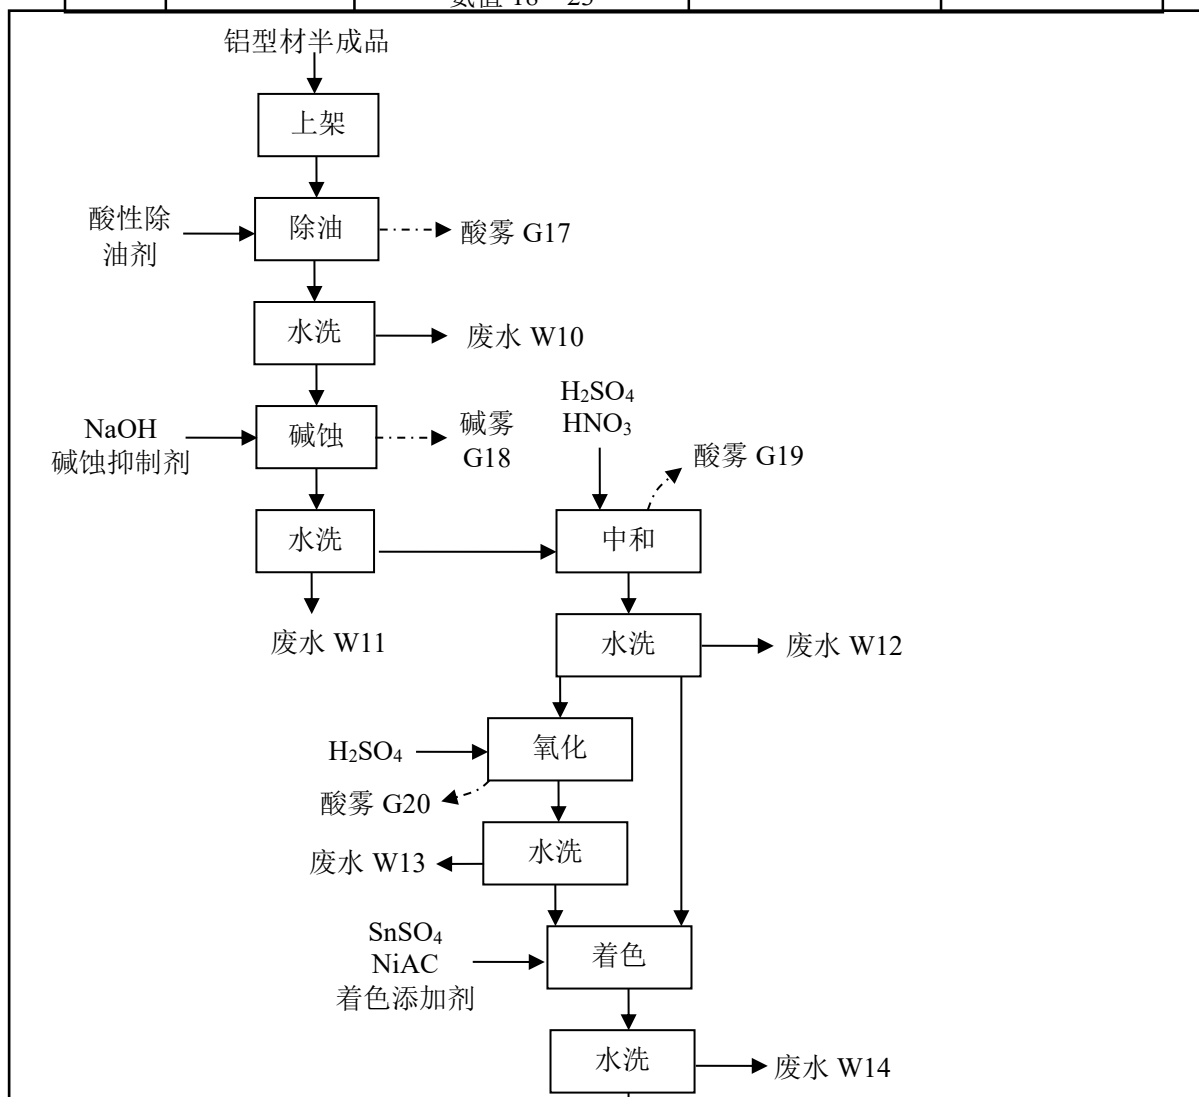 铝型材半成品
上架
酸性除
油剂
除油
酸雾 G17
水洗
废水 W10
H₂SO₄
HNO₃
NaOH
碱蚀抑制剂
碱蚀
碱雾
G18
酸雾 G19
水洗
中和
废水 W11
水洗
废水 W12
H₂SO₄
氧化
酸雾 G20
水洗
废水 W13
SnSO₄
NiAC
着色添加剂
着色
水洗
废水 W14